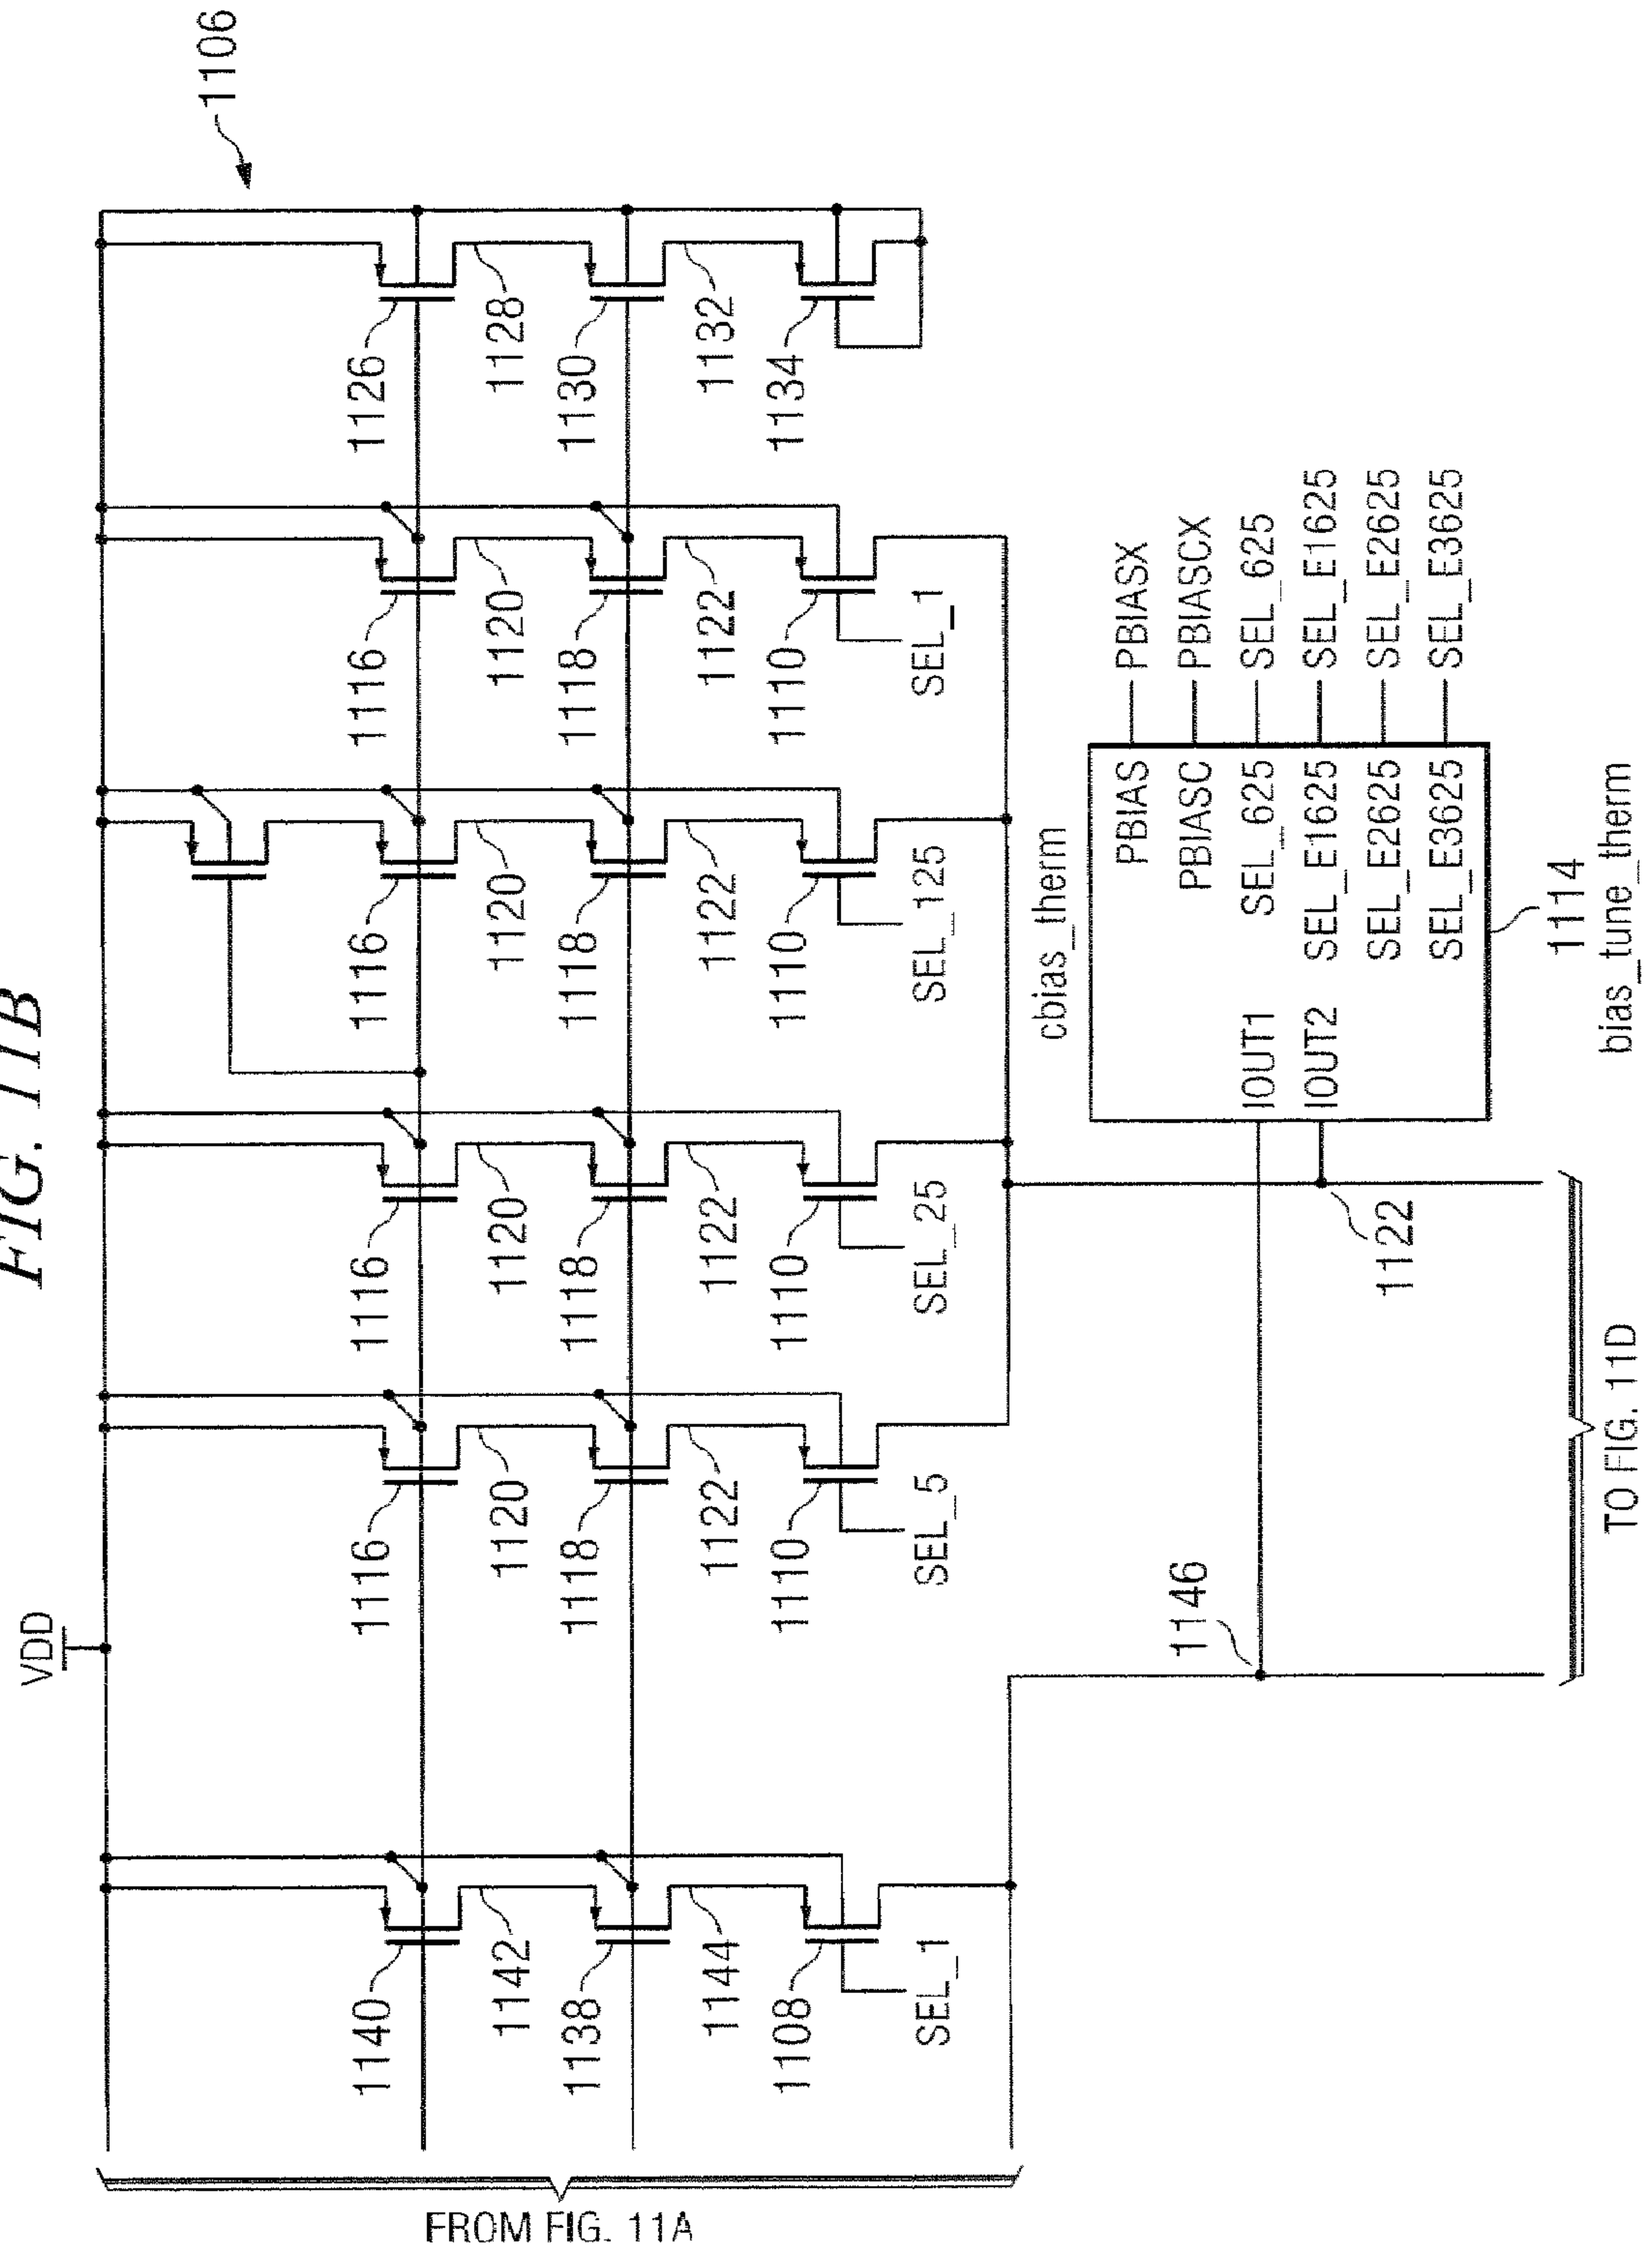 FIG. 11B
1106
VDD
1140
1116
1116
1116
1116
1126
1142
1120
1120
1120
1120
1128
1138
1118
1118
1118
1118
1130
1144
1122
1122
1122
1122
1132
1108
1110
1110
1110
1110
1134
SEL_1
SEL_5
SEL_25
SEL_125
SEL_1
FROM FIG. 11A
cbias_therm
PBIAS PBIASX
PBIASC PBIASCX
1146
IOUT1 SEL_625 SEL_625
IOUT2 SEL_E1625 SEL_E1625
1122
SEL_E2625 SEL_E2625
SEL_E3625 SEL_E3625
1114
bias_tune_therm
TO FIG. 11D